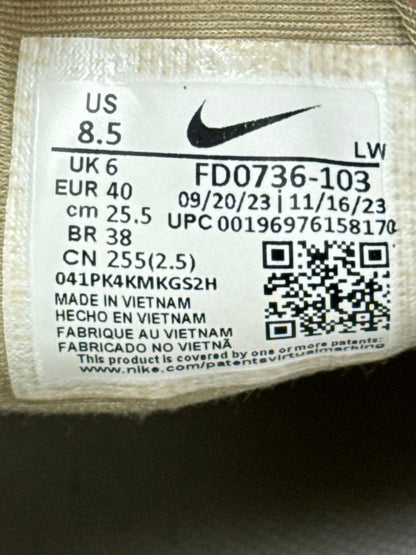 US
8.5
LW
UK 6
EUR 40
cm 25.5
BR 38
CN 255(2.5)
FD0736-103
09/20/23 | 11/16/23
UPC 00196976158170
041PK4KMKGS2H
MADE IN VIETNAM
HECHO EN VIETNAM
FABRIQUE AU VIETNAM
FABRICADO NO VIETNÃ
This product is covered by one or more patents:
www.nike.com/patentsvirtualmarking